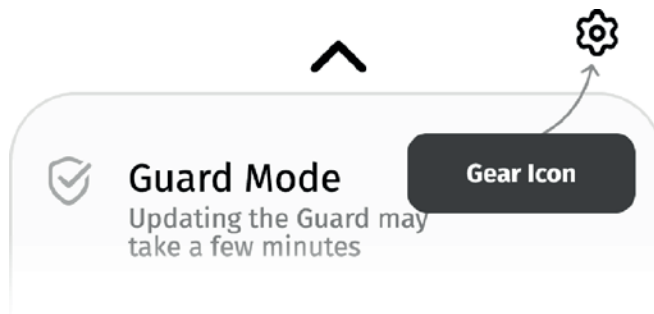 Guard Mode
Gear Icon
Updating the Guard may
take a few minutes